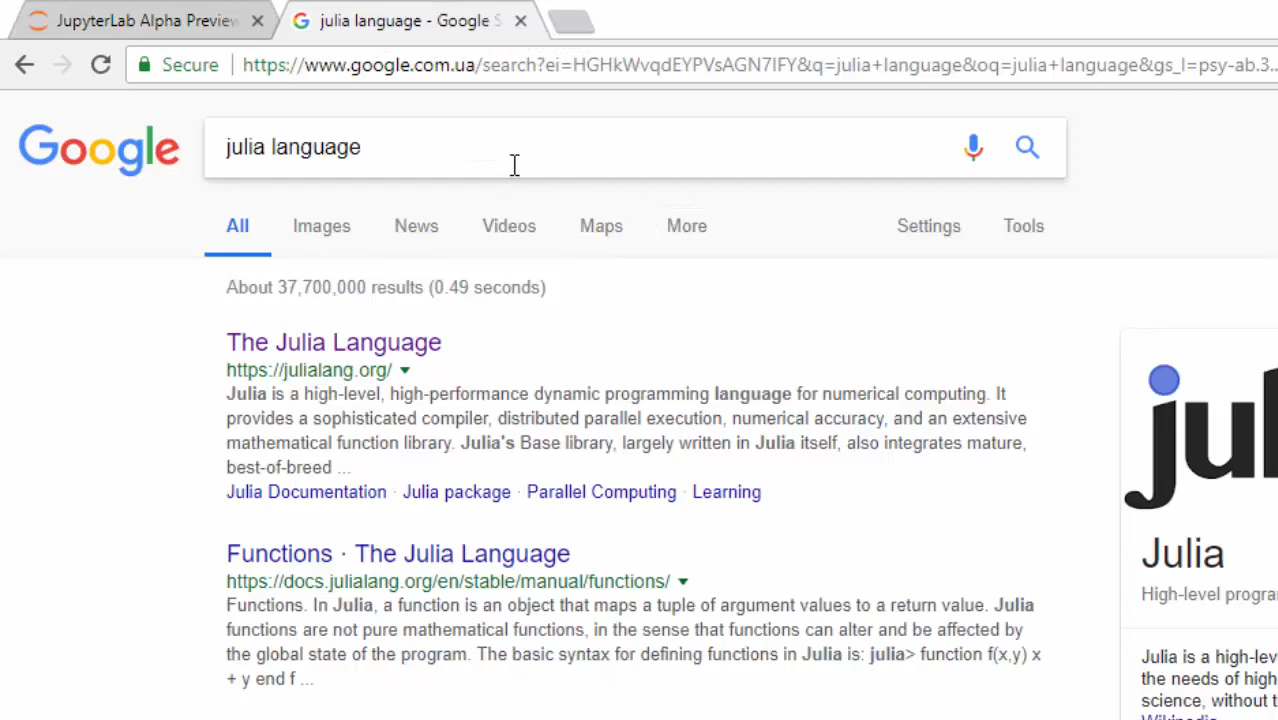 JupyterLab Alpha Preview
julia language - Google S
Secure
https://www.google.com.ua/search?ei=HGHkWvqdEYPVsAGN7IFY&q=julia+language&oq=julia+language&gs_l=psy-ab.3..
Google
julia language
All Images News Videos Maps More Settings Tools
About 37,700,000 results (0.49 seconds)
The Julia Language
https://julialang.org/
Julia is a high-level, high-performance dynamic programming language for numerical computing. It
provides a sophisticated compiler, distributed parallel execution, numerical accuracy, and an extensive
mathematical function library. Julia's Base library, largely written in Julia itself, also integrates mature,
best-of-breed ...
Julia Documentation · Julia package · Parallel Computing · Learning
Functions · The Julia Language
https://docs.julialang.org/en/stable/manual/functions/
Functions. In Julia, a function is an object that maps a tuple of argument values to a return value. Julia
functions are not pure mathematical functions, in the sense that functions can alter and be affected by
the global state of the program. The basic syntax for defining functions in Julia is: julia> function f(x,y) x
+ y end f ...
jul
Julia
High-level progra
Julia is a high-lev
the needs of high
science, without t
Wikipedia